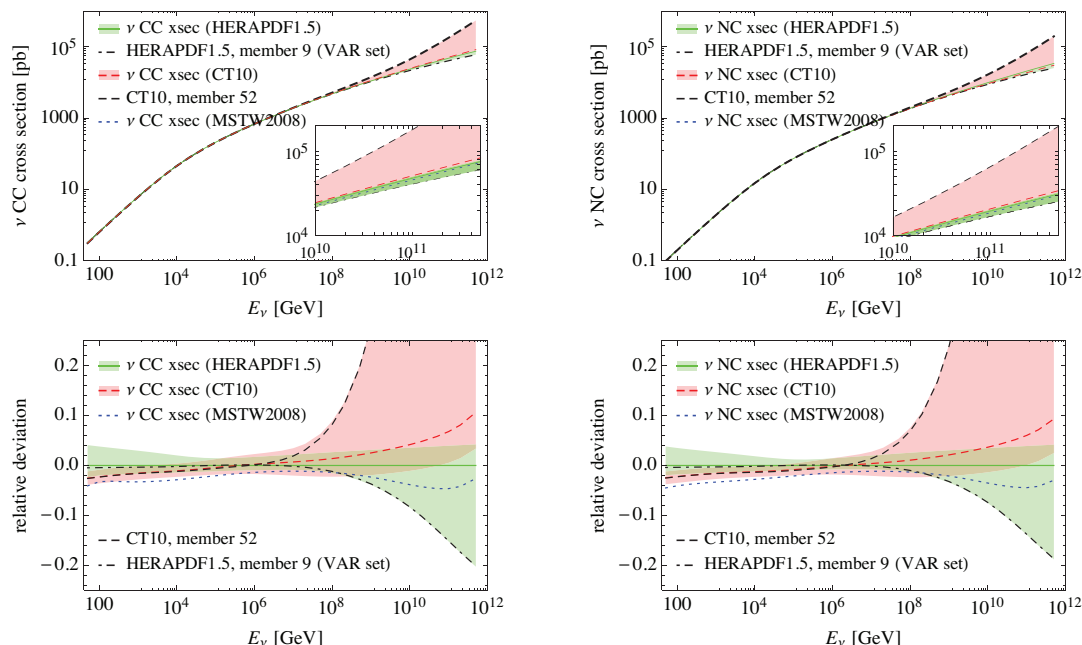 ν CC xsec (HERAPDF1.5)
HERAPDF1.5, member 9 (VAR set)
ν CC xsec (CT10)
CT10, member 52
ν CC xsec (MSTW2008)
10^5
1000
10
0.1
ν CC cross section [pb]
10^5
10^4
10^10
10^11
100
10^4
10^6
10^8
10^10
10^12
E_ν [GeV]
ν NC xsec (HERAPDF1.5)
HERAPDF1.5, member 9 (VAR set)
ν NC xsec (CT10)
CT10, member 52
ν NC xsec (MSTW2008)
10^5
1000
10
0.1
ν NC cross section [pb]
10^5
10^4
10^10
10^11
100
10^4
10^6
10^8
10^10
10^12
E_ν [GeV]
ν CC xsec (HERAPDF1.5)
ν CC xsec (CT10)
ν CC xsec (MSTW2008)
0.2
0.1
0.0
−0.1
−0.2
relative deviation
CT10, member 52
HERAPDF1.5, member 9 (VAR set)
100
10^4
10^6
10^8
10^10
10^12
E_ν [GeV]
ν NC xsec (HERAPDF1.5)
ν NC xsec (CT10)
ν NC xsec (MSTW2008)
0.2
0.1
0.0
−0.1
−0.2
relative deviation
CT10, member 52
HERAPDF1.5, member 9 (VAR set)
100
10^4
10^6
10^8
10^10
10^12
E_ν [GeV]